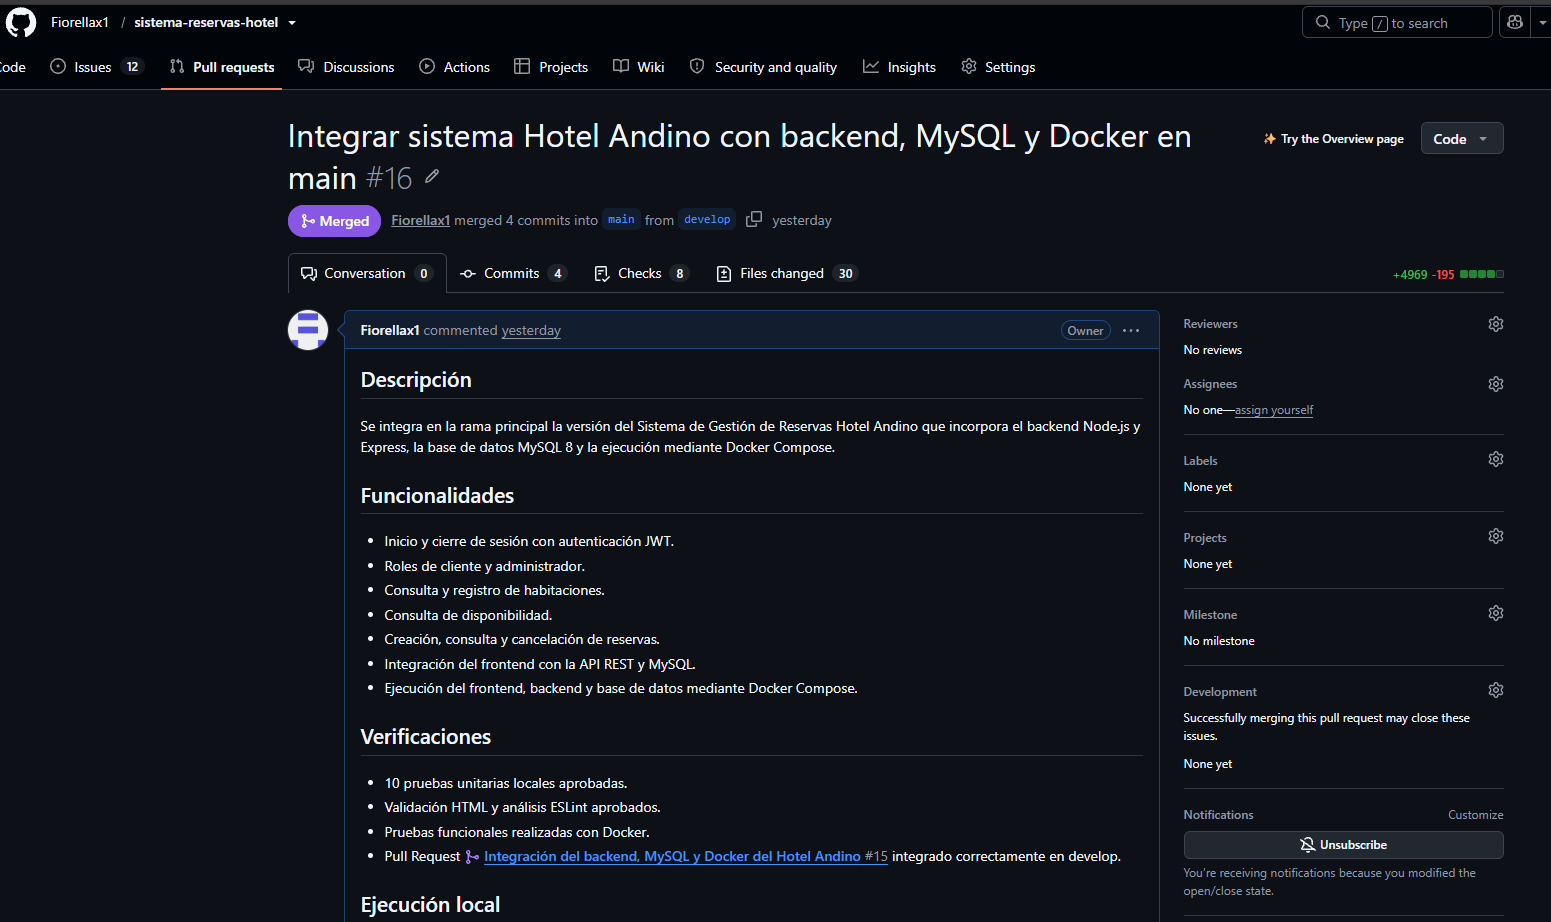 Fiorellax1 / sistema-reservas-hotel
Type / to search
ode
Issues 12
Pull requests
Discussions
Actions
Projects
Wiki
Security and quality
Insights
Settings
Integrar sistema Hotel Andino con backend, MySQL y Docker en
main #16
Try the Overview page
Code
Merged
Fiorellax1 merged 4 commits into main from develop yesterday
Conversation 0
Commits 4
Checks 8
Files changed 30
+4969 -195
Fiorellax1 commented yesterday
Owner
Descripción
Se integra en la rama principal la versión del Sistema de Gestión de Reservas Hotel Andino que incorpora el backend Node.js y
Express, la base de datos MySQL 8 y la ejecución mediante Docker Compose.
Funcionalidades
• Inicio y cierre de sesión con autenticación JWT.
• Roles de cliente y administrador.
• Consulta y registro de habitaciones.
• Consulta de disponibilidad.
• Creación, consulta y cancelación de reservas.
• Integración del frontend con la API REST y MySQL.
• Ejecución del frontend, backend y base de datos mediante Docker Compose.
Verificaciones
• 10 pruebas unitarias locales aprobadas.
• Validación HTML y análisis ESLint aprobados.
• Pruebas funcionales realizadas con Docker.
• Pull Request Integración del backend, MySQL y Docker del Hotel Andino #15 integrado correctamente en develop.
Ejecución local
Reviewers
No reviews
Assignees
No one—assign yourself
Labels
None yet
Projects
None yet
Milestone
No milestone
Development
Successfully merging this pull request may close these
issues.
None yet
Notifications
Customize
Unsubscribe
You're receiving notifications because you modified the
open/close state.